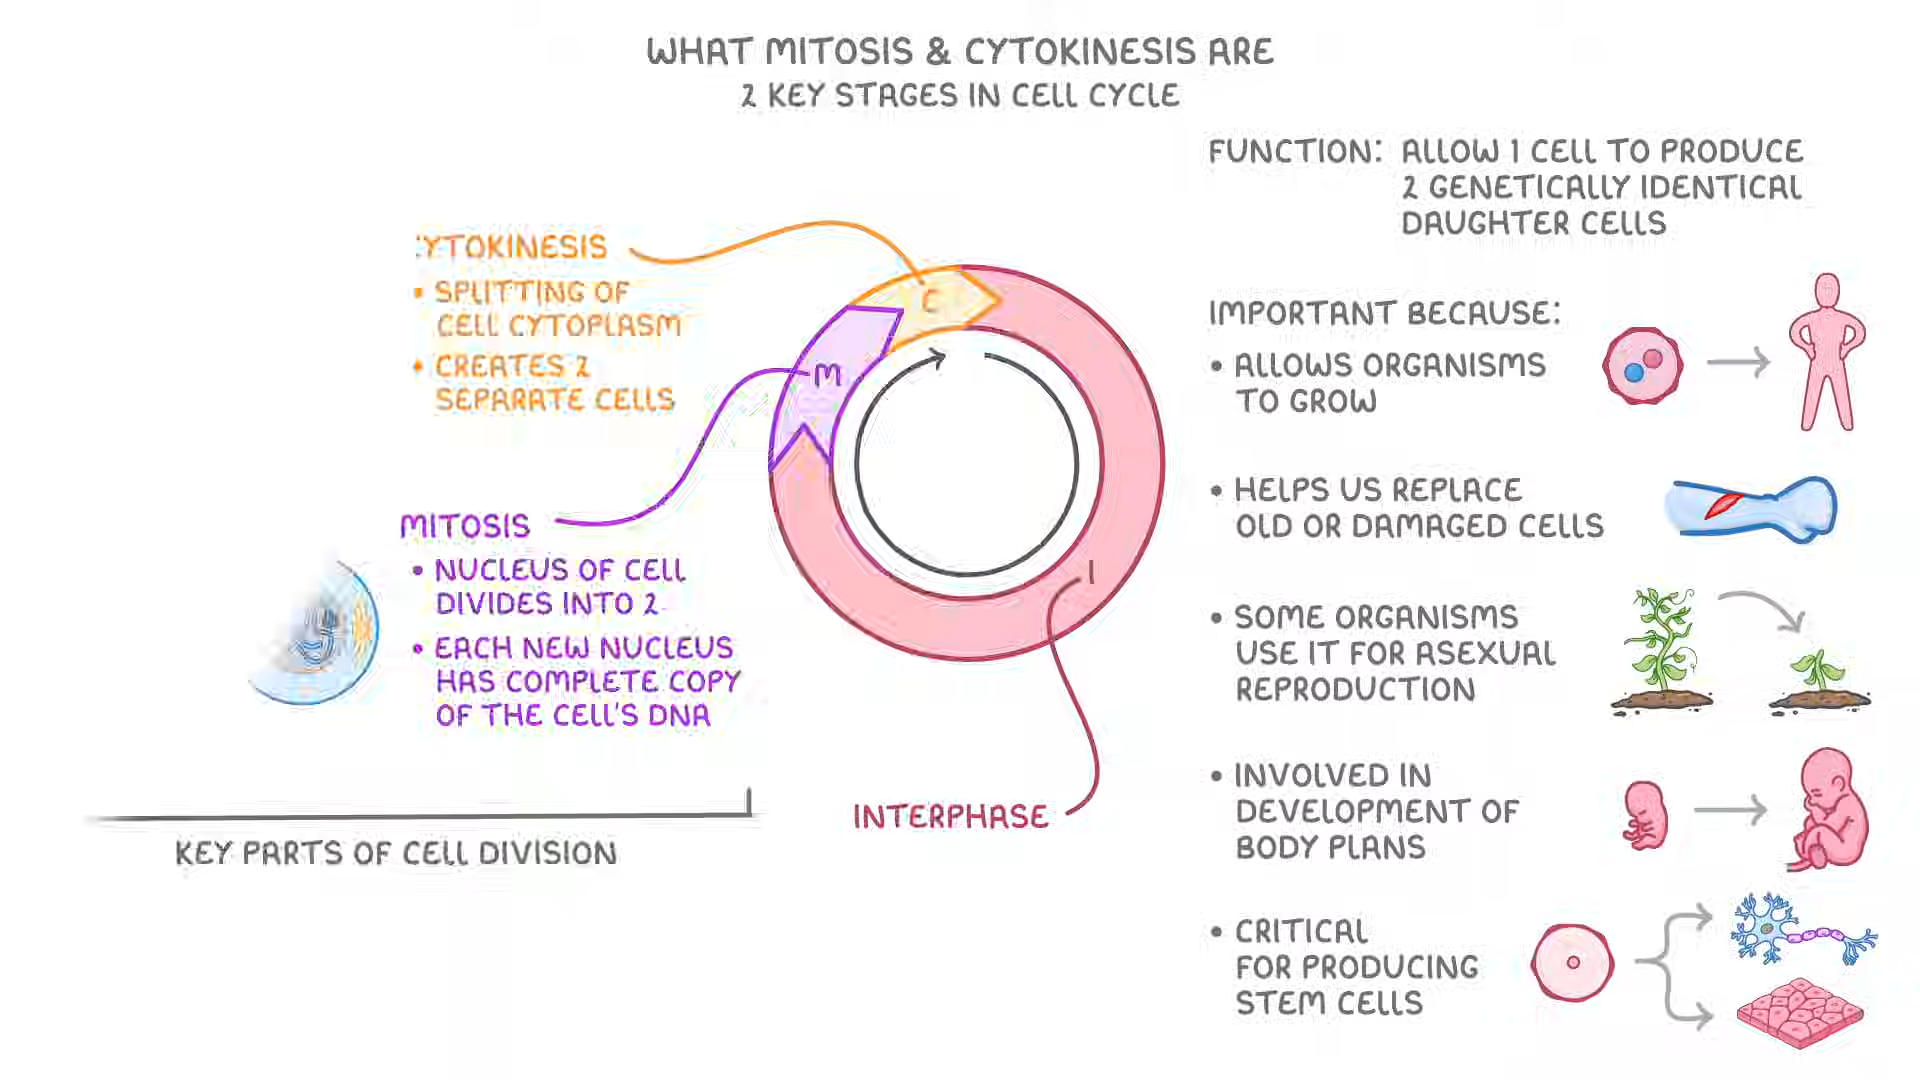 WHAT MITOSIS & CYTOKINESIS ARE
2 KEY STAGES IN CELL CYCLE
YTOKINESIS
• SPLITTING OF
CELL CYTOPLASM
• CREATES 2
SEPARATE CELLS
MITOSIS
• NUCLEUS OF CELL
DIVIDES INTO 2
• EACH NEW NUCLEUS
HAS COMPLETE COPY
OF THE CELL'S DNA
KEY PARTS OF CELL DIVISION
C
M
I
INTERPHASE
FUNCTION: ALLOW 1 CELL TO PRODUCE
2 GENETICALLY IDENTICAL
DAUGHTER CELLS
IMPORTANT BECAUSE:
• ALLOWS ORGANISMS
TO GROW
• HELPS US REPLACE
OLD OR DAMAGED CELLS
• SOME ORGANISMS
USE IT FOR ASEXUAL
REPRODUCTION
• INVOLVED IN
DEVELOPMENT OF
BODY PLANS
• CRITICAL
FOR PRODUCING
STEM CELLS